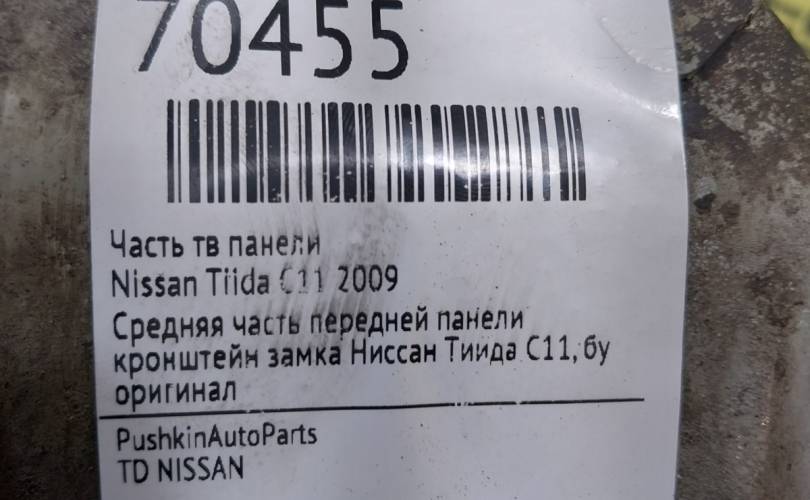 70455
Часть тв панели
Nissan Tiida C11 2009
Средняя часть передней панели
кронштейн замка Ниссан Тиида С11, бу
оригинал
PushkinAutoParts
TD NISSAN